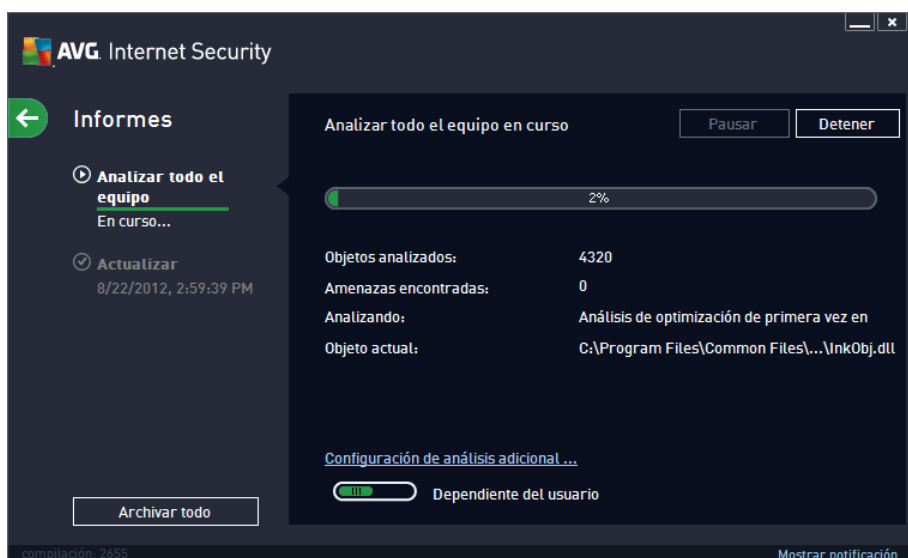 AVG. Internet Security
Informes
Analizar todo el equipo en curso
Pausar
Detener
Analizar todo el
equipo
En curso...
2%
Actualizar
8/22/2012, 2:59:39 PM
Objetos analizados: 4320
Amenazas encontradas: 0
Analizando: Análisis de optimización de primera vez en
Objeto actual: C:\Program Files\Common Files\...\InkObj.dll
Configuración de análisis adicional ...
Dependiente del usuario
Archivar todo
compilación: 2655
Mostrar notificación